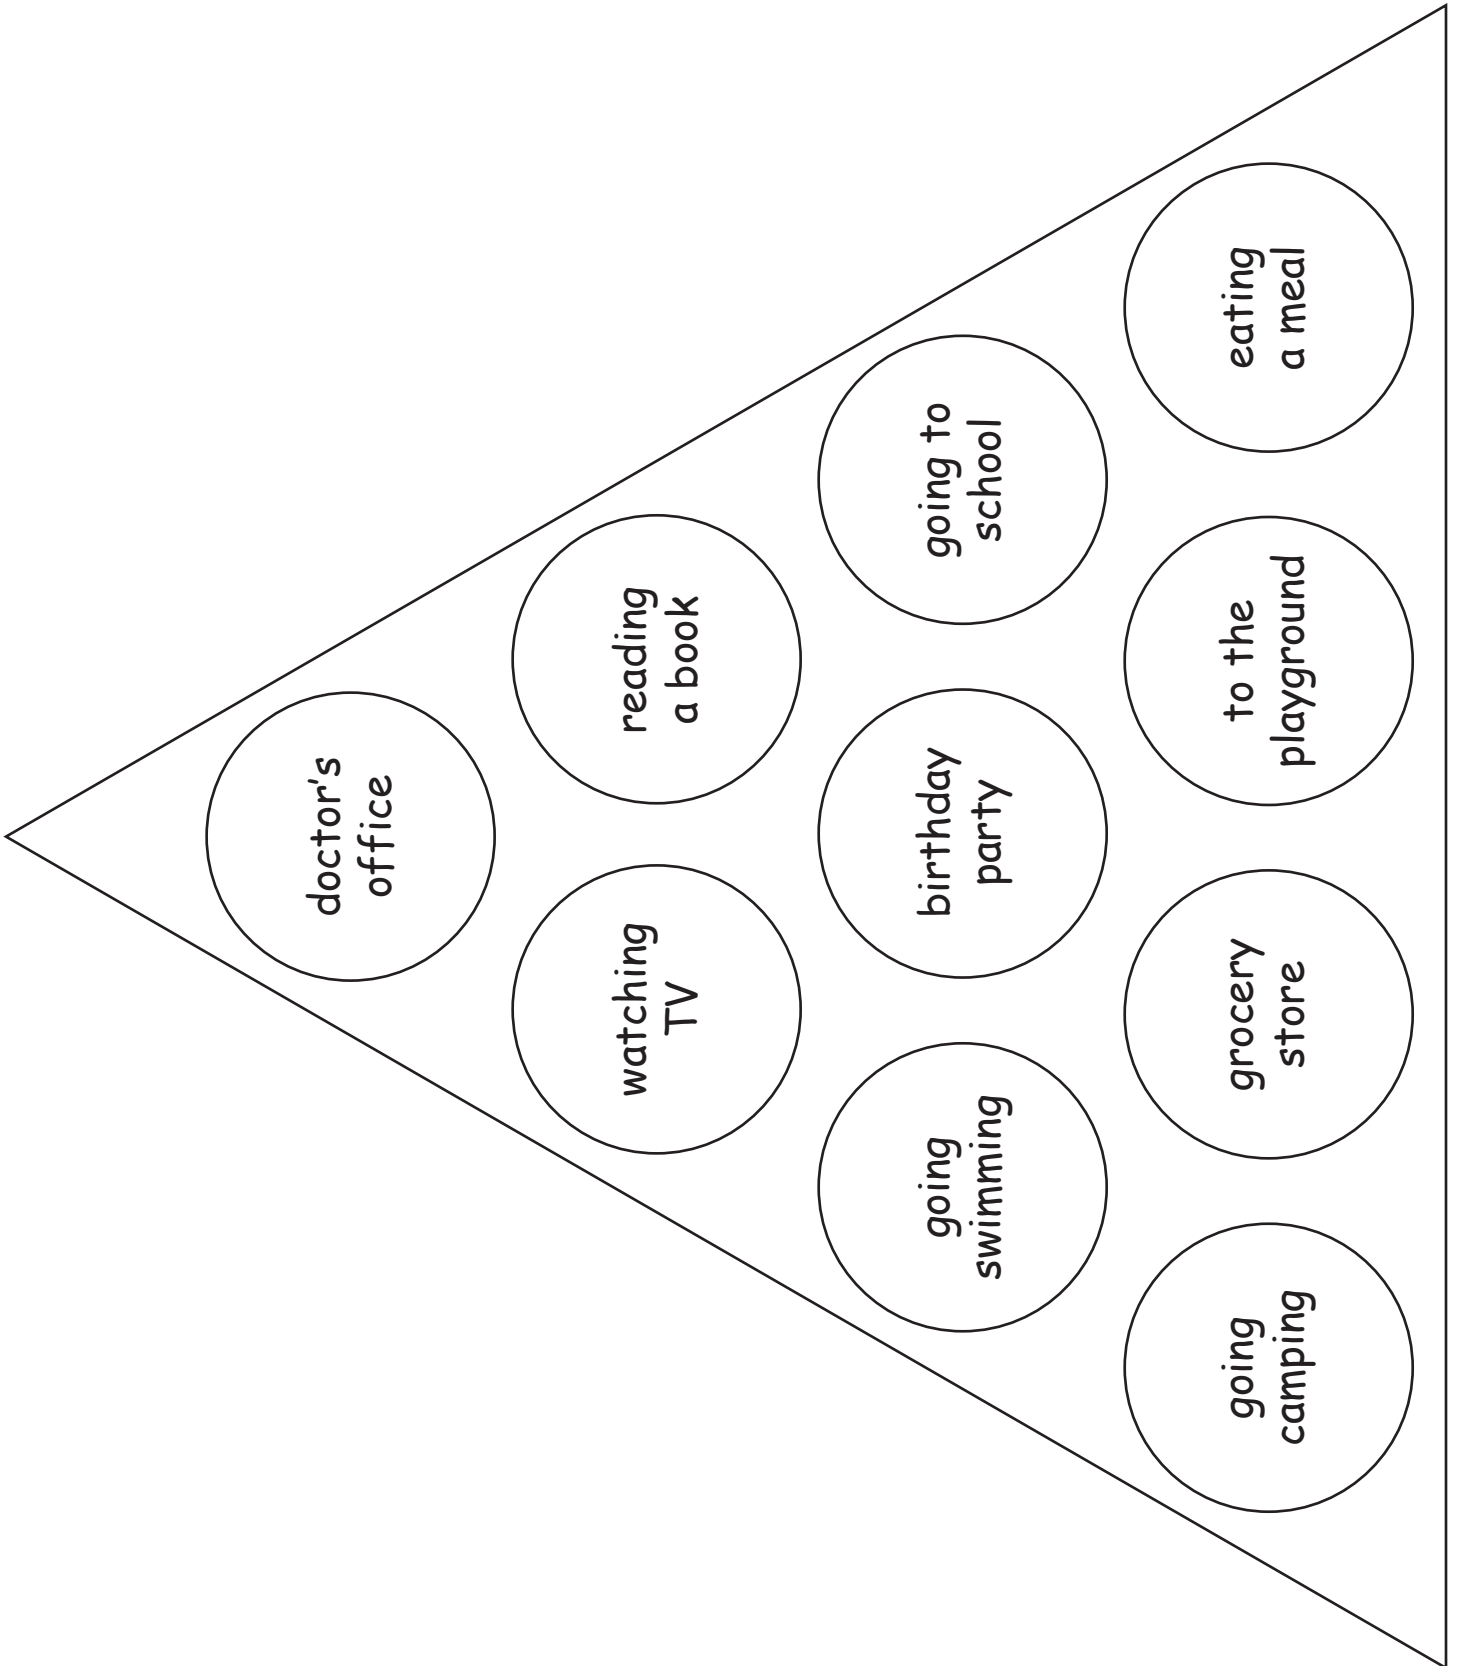 doctor's
office
watching
TV
reading
a book
going
swimming
birthday
party
going to
school
going
camping
grocery
store
to the
playground
eating
a meal